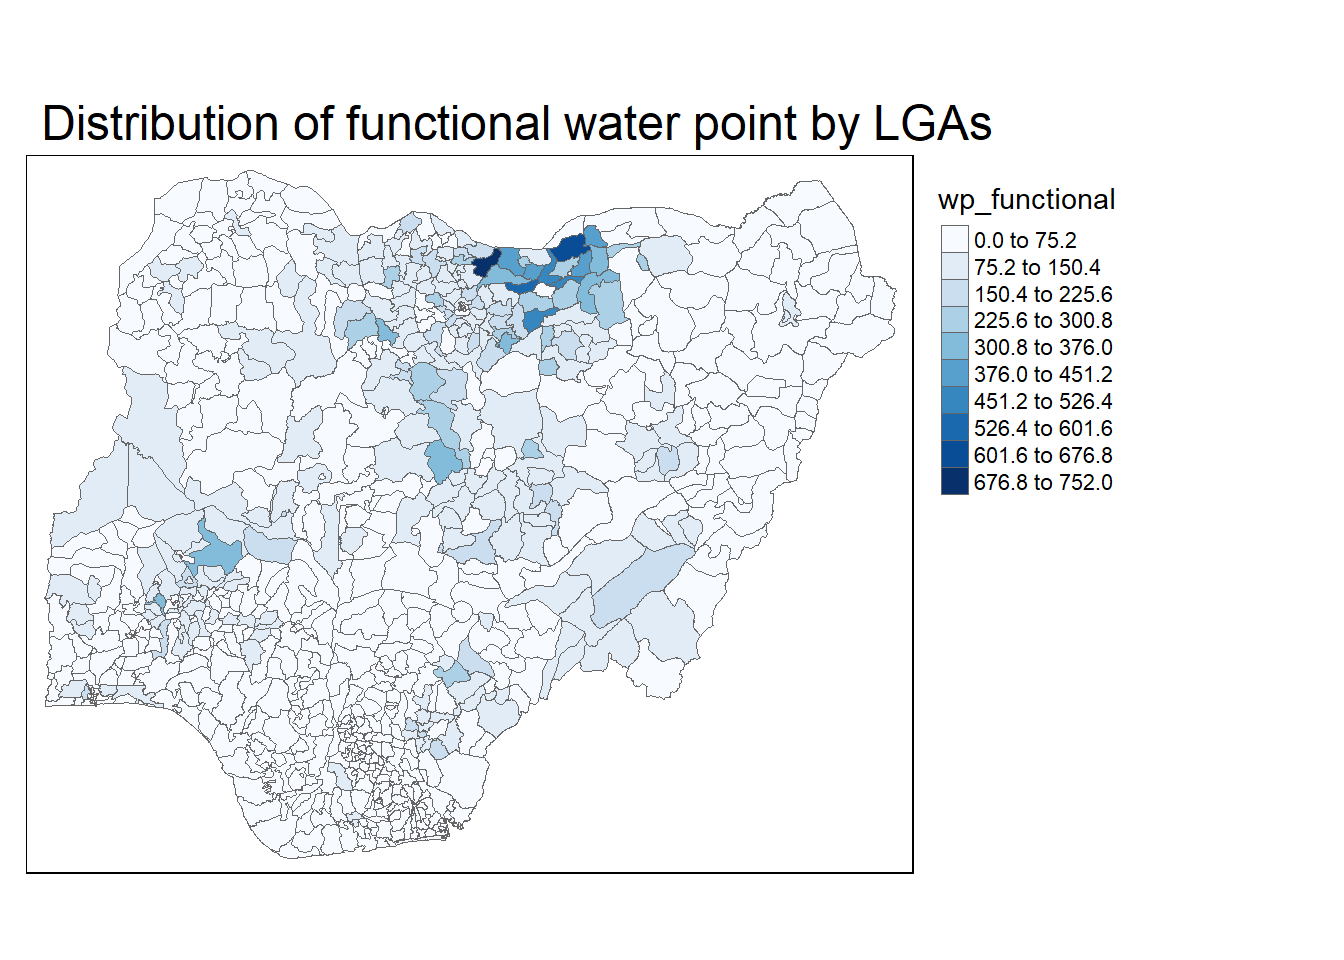 Distribution of functional water point by LGAs
wp_functional
0.0 to 75.2
75.2 to 150.4
150.4 to 225.6
225.6 to 300.8
300.8 to 376.0
376.0 to 451.2
451.2 to 526.4
526.4 to 601.6
601.6 to 676.8
676.8 to 752.0